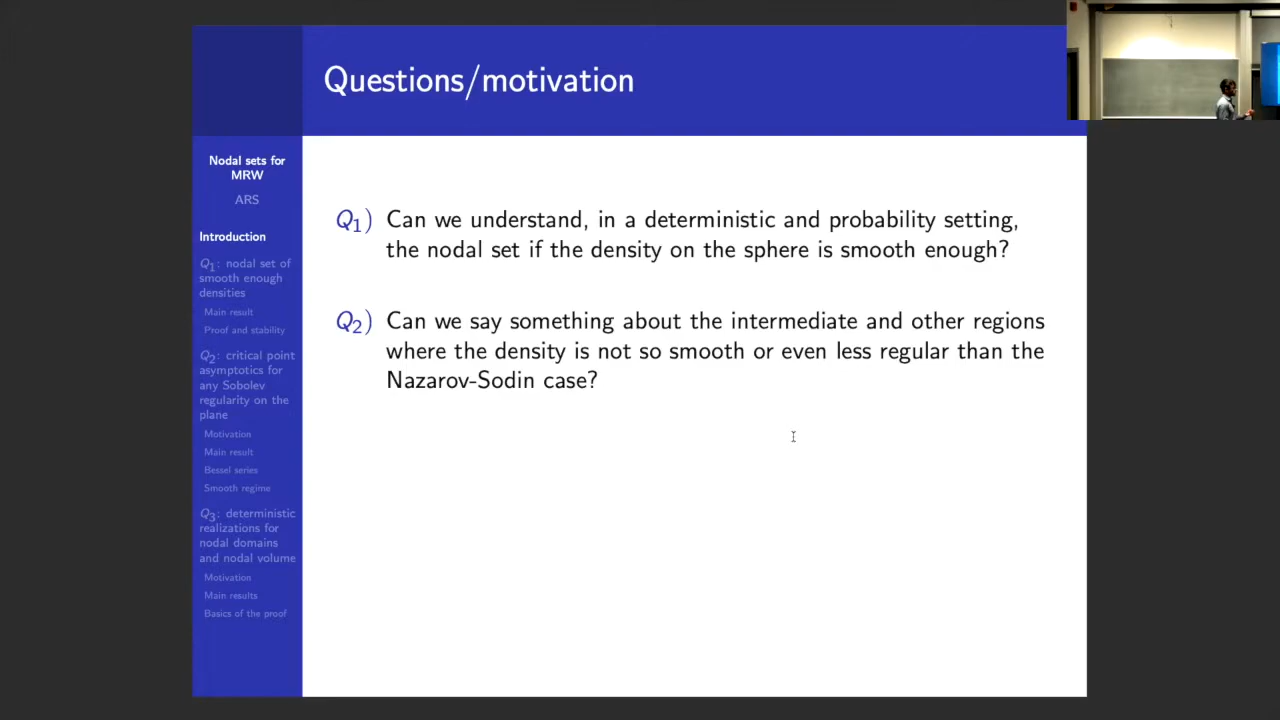 Questions/motivation
Nodal sets for
MRW
ARS
Introduction
Q1: nodal set of
smooth enough
densities
Main result
Proof and stability
Q2: critical point
asymptotics for
any Sobolev
regularity on the
plane
Motivation
Main result
Bessel series
Smooth regime
Q3: deterministic
realizations for
nodal domains
and nodal volume
Motivation
Main results
Basics of the proof
Q1) Can we understand, in a deterministic and probability setting,
the nodal set if the density on the sphere is smooth enough?
Q2) Can we say something about the intermediate and other regions
where the density is not so smooth or even less regular than the
Nazarov-Sodin case?